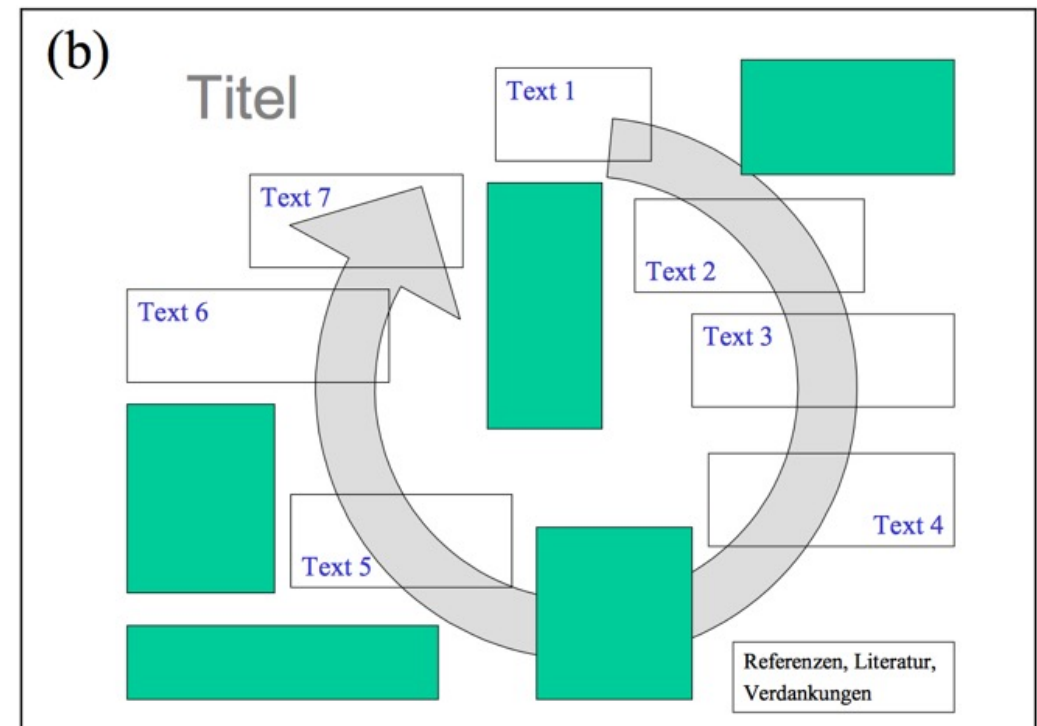 (b)
Titel
Text 1
Text 2
Text 3
Text 4
Text 5
Text 6
Text 7
Referenzen, Literatur,
Verdankungen